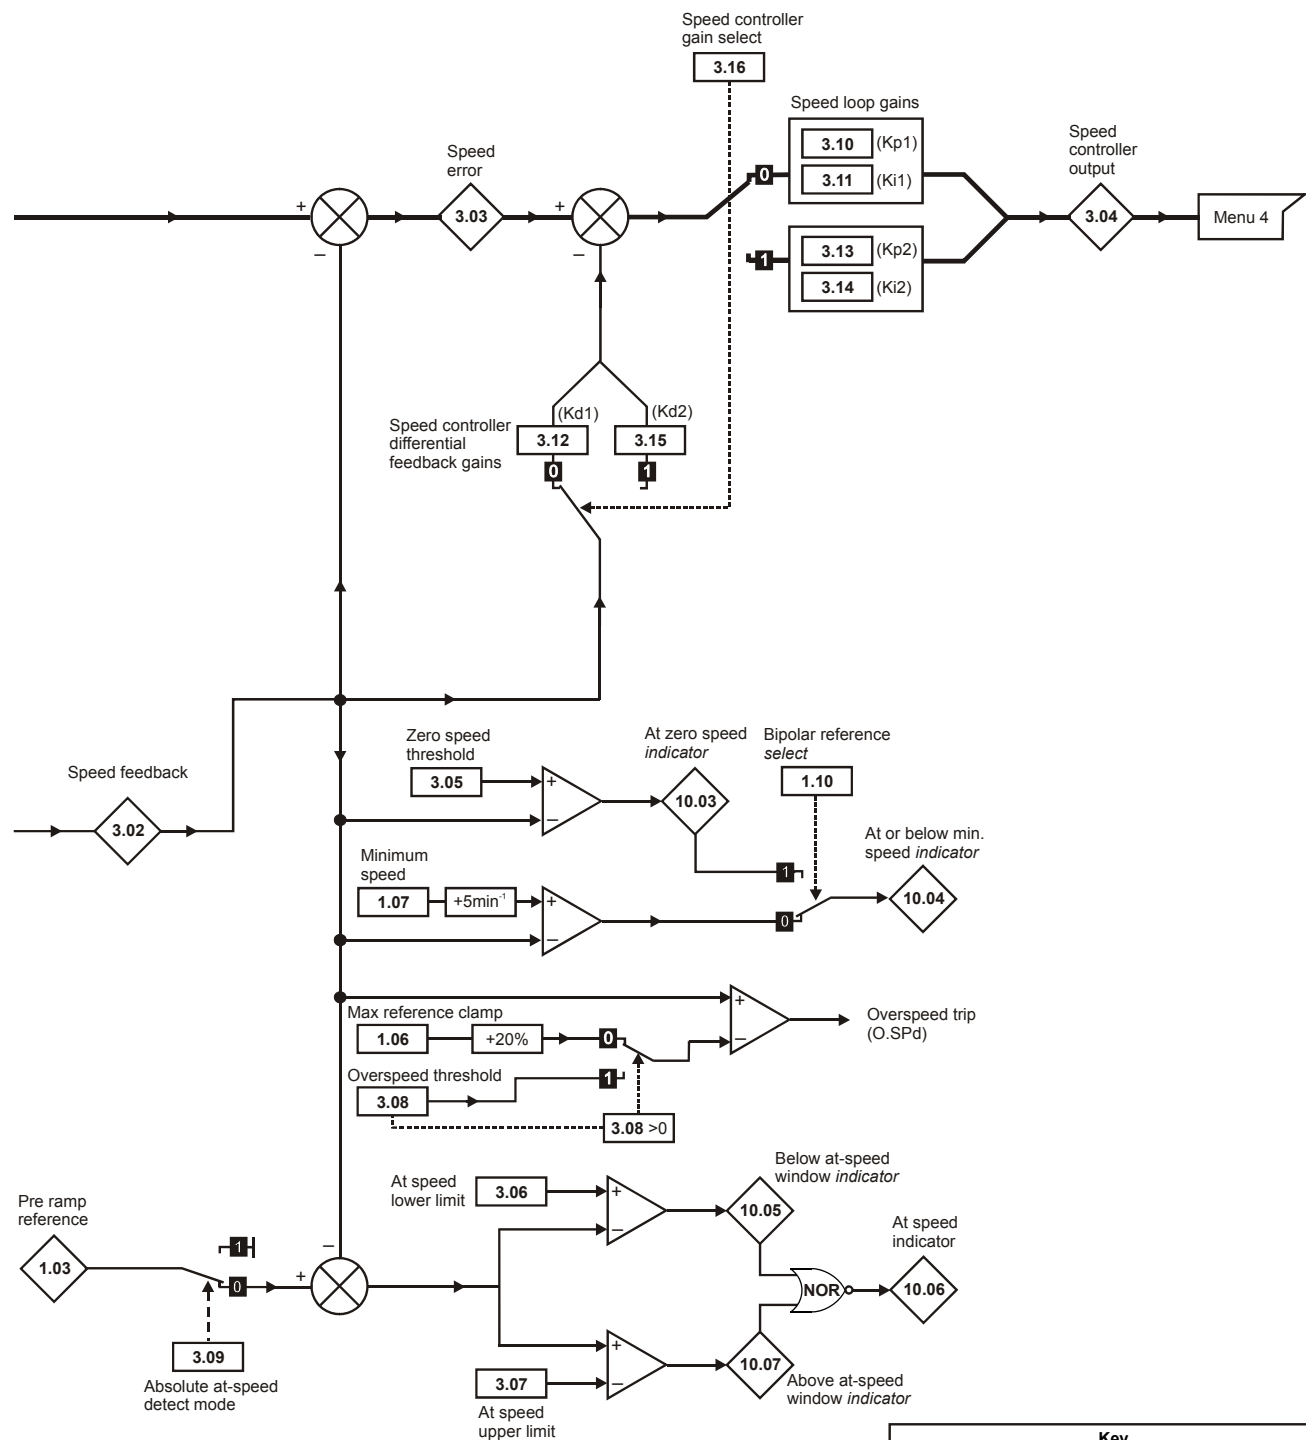 Speed controller
gain select
3.16
Speed loop gains
3.10 (Kp1)
3.11 (Ki1)
0
Speed
error
3.03
+
−
+
−
Speed
controller
output
3.04
Menu 4
1
3.13 (Kp2)
3.14 (Ki2)
(Kd1)
(Kd2)
Speed controller
differential
feedback gains
3.12
3.15
0
1
Speed feedback
3.02
Zero speed
threshold
3.05
+
−
At zero speed
indicator
10.03
Bipolar reference
select
1.10
1
At or below min.
speed indicator
10.04
Minimum
speed
1.07
+5min-1
+
−
0
Max reference clamp
1.06
+20%
0
+
−
Overspeed trip
(O.SPd)
Overspeed threshold
3.08
1
3.08 >0
Pre ramp
reference
1.03
1
0
+
−
3.09
Absolute at-speed
detect mode
At speed
lower limit
3.06
+
−
Below at-speed
window indicator
10.05
NOR
At speed
indicator
10.06
+
−
3.07
At speed
upper limit
10.07
Above at-speed
window indicator
Key